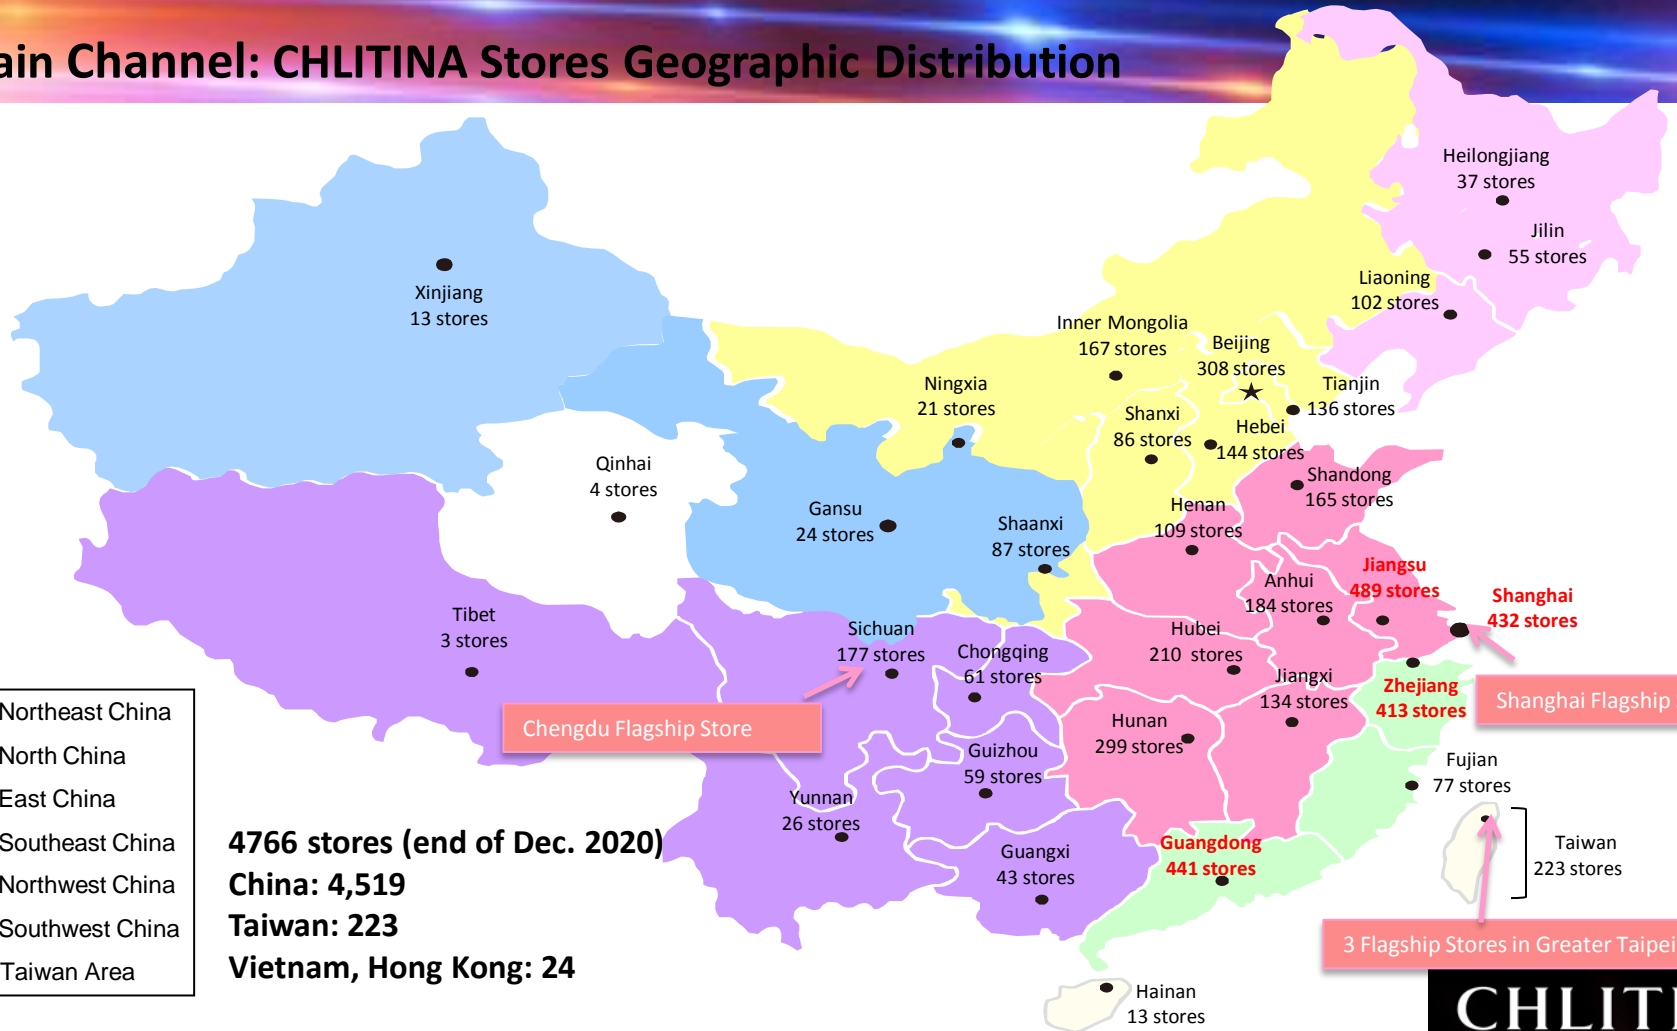 ain Channel: CHLITINA Stores Geographic Distribution
Heilongjiang
37 stores
Jilin
55 stores
Liaoning
102 stores
Xinjiang
13 stores
Inner Mongolia
167 stores
Beijing
308 stores
Tianjin
136 stores
Ningxia
21 stores
Shanxi
86 stores
Hebei
144 stores
Qinhai
4 stores
Shandong
165 stores
Gansu
24 stores
Shaanxi
87 stores
Henan
109 stores
Anhui
184 stores
Jiangsu
489 stores
Shanghai
432 stores
Tibet
3 stores
Sichuan
177 stores
Chongqing
61 stores
Hubei
210 stores
Jiangxi
134 stores
Zhejiang
413 stores
Shanghai Flagship
Chengdu Flagship Store
Hunan
299 stores
Guizhou
59 stores
Fujian
77 stores
Yunnan
26 stores
Guangxi
43 stores
Guangdong
441 stores
Taiwan
223 stores
3 Flagship Stores in Greater Taipei
Hainan
13 stores
Northeast China
North China
East China
Southeast China
Northwest China
Southwest China
Taiwan Area
4766 stores (end of Dec. 2020)
China: 4,519
Taiwan: 223
Vietnam, Hong Kong: 24
CHLITI